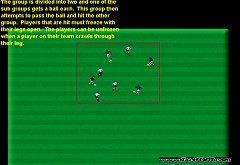 The group is divided into two and one of the
sub groups gets a ball each. This group then
attempts to pass the ball and hit the other
group. Players that are hit must freeze with
their legs open. The players can be unfrozen
when a player on their team crawls through
their leg.